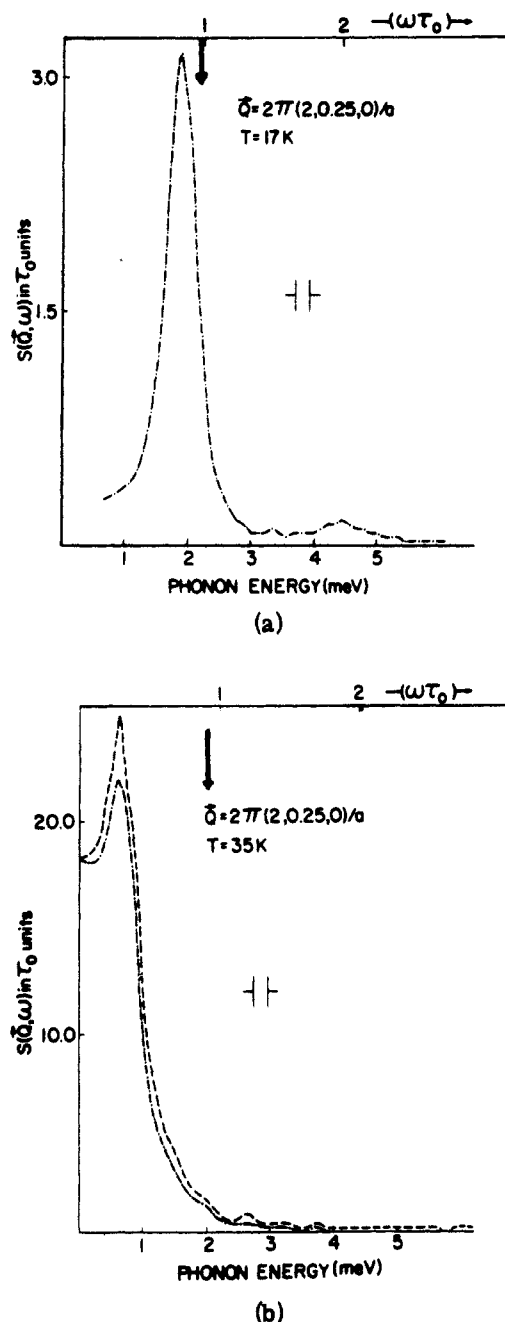 1 2 —(ωτ₀)→
3.0
Q⃗=2π(2,0.25,0)/a
T=17K
1.5
S(Q⃗,ω) in τ₀ units
1 2 3 4 5
PHONON ENERGY(meV)
(a)
1 2 —(ωτ₀)→
Q⃗=2π(2,0.25,0)/a
T=35K
20.0
10.0
S(Q⃗,ω) in τ₀ units
1 2 3 4 5
PHONON ENERGY(meV)
(b)